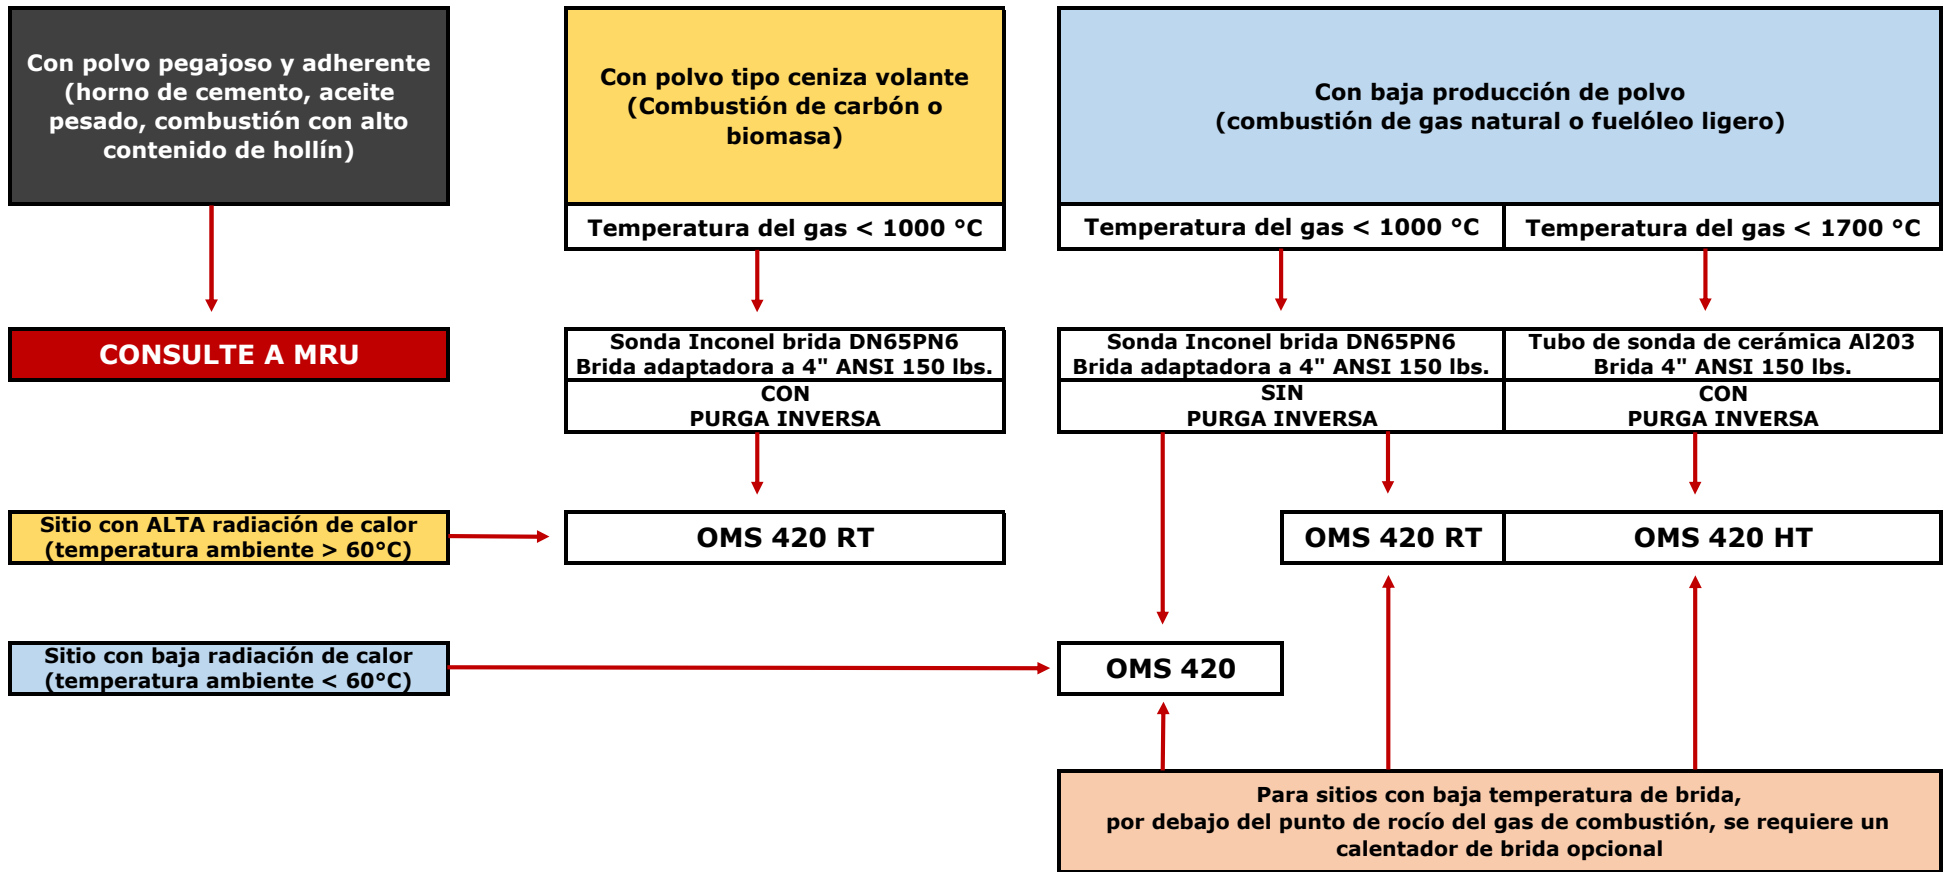 Con polvo pegajoso y adherente
(horno de cemento, aceite
pesado, combustión con alto
contenido de hollín)
Con polvo tipo ceniza volante
(Combustión de carbón o
biomasa)
Con baja producción de polvo
(combustión de gas natural o fuelóleo ligero)
Temperatura del gas < 1000 °C
Temperatura del gas < 1000 °C
Temperatura del gas < 1700 °C
CONSULTE A MRU
Sonda Inconel brida DN65PN6
Brida adaptadora a 4" ANSI 150 lbs.
CON
PURGA INVERSA
Sonda Inconel brida DN65PN6
Brida adaptadora a 4" ANSI 150 lbs.
SIN
PURGA INVERSA
Tubo de sonda de cerámica Al203
Brida 4" ANSI 150 lbs.
CON
PURGA INVERSA
Sitio con ALTA radiación de calor
(temperatura ambiente > 60°C)
OMS 420 RT
OMS 420 RT
OMS 420 HT
Sitio con baja radiación de calor
(temperatura ambiente < 60°C)
OMS 420
Para sitios con baja temperatura de brida,
por debajo del punto de rocío del gas de combustión, se requiere un
calentador de brida opcional